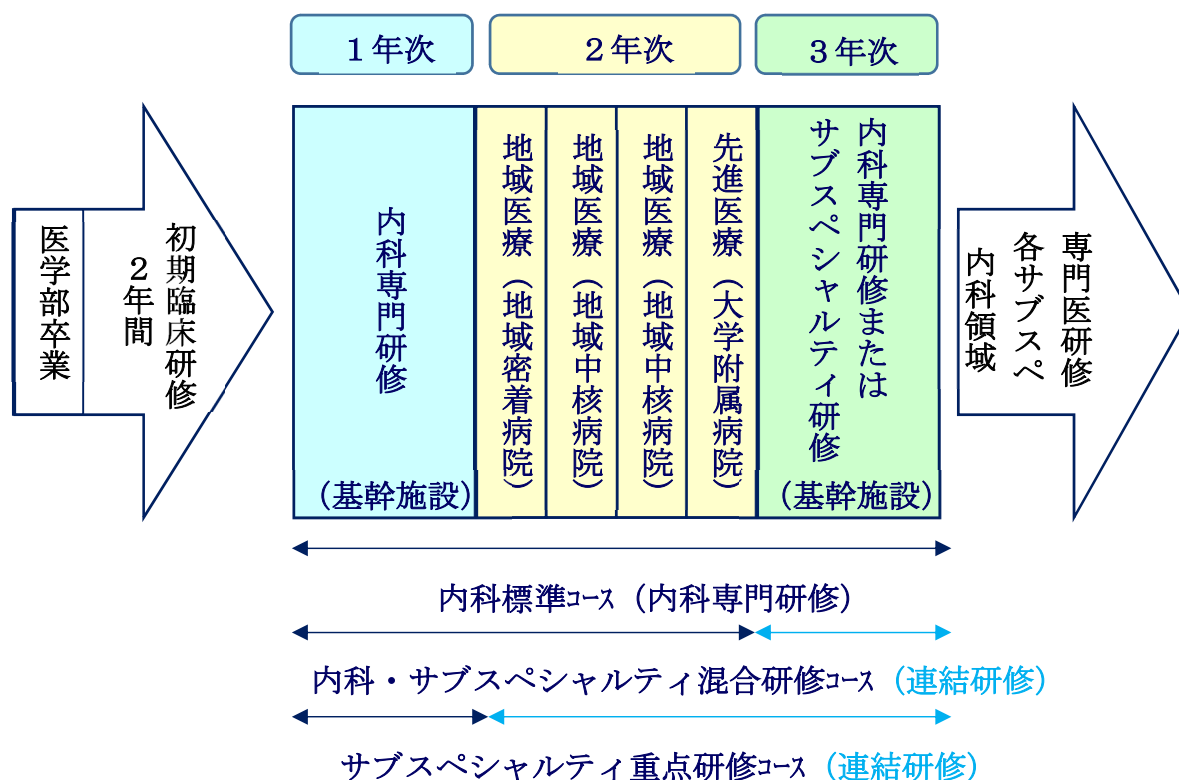 １年次
２年次
３年次
医学部卒業
初期臨床研修
２年間
内科専門研修
（基幹施設）
地域医療（地域密着病院）
地域医療（地域中核病院）
地域医療（地域中核病院）
先進医療（大学附属病院）
内科専門研修または
サブスペシャルティ研修
（基幹施設）
専門医研修
各サブスペ
内科領域
内科標準ｺｰｽ（内科専門研修）
内科・サブスペシャルティ混合研修ｺｰｽ（連結研修）
サブスペシャルティ重点研修ｺｰｽ（連結研修）